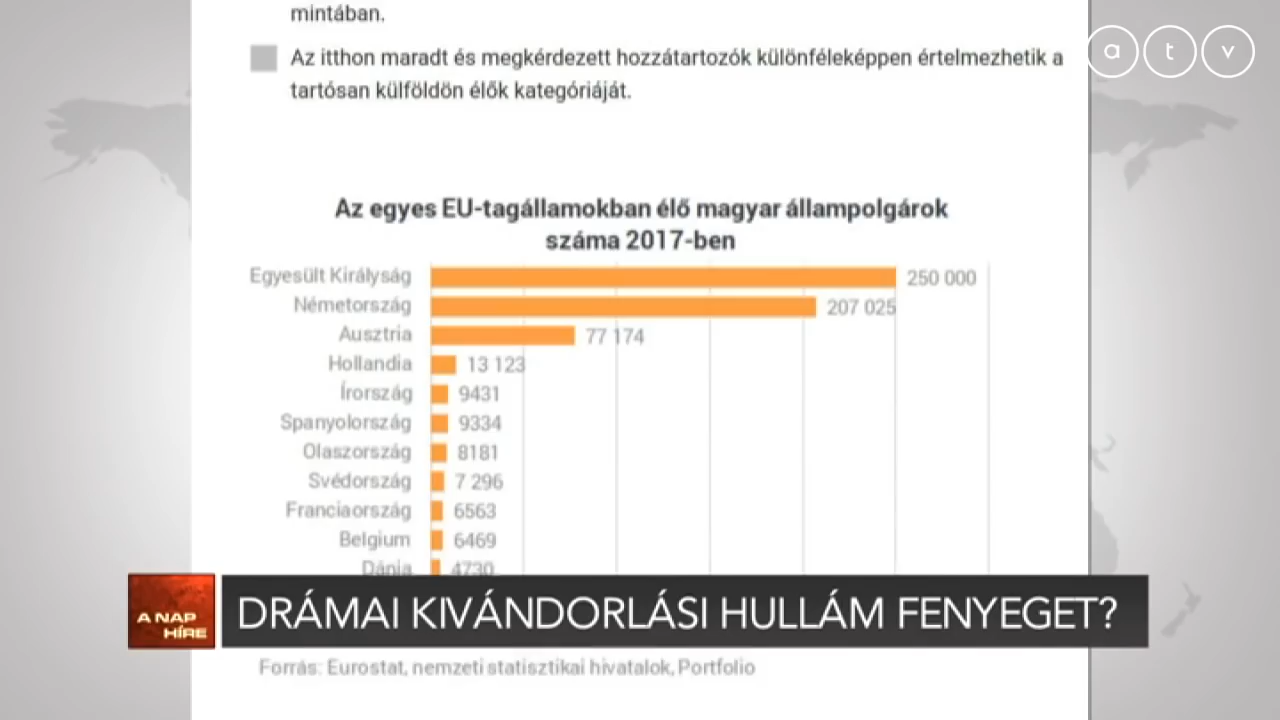 mintában.
Az itthon maradt és megkérdezett hozzátartozók különféleképpen értelmezhetik a
tartósan külföldön élők kategóriáját.
a t v
Az egyes EU-tagállamokban élő magyar állampolgárok
száma 2017-ben
Egyesült Királyság 250 000
Németország 207 025
Ausztria 77 174
Hollandia 13 123
Írország 9431
Spanyolország 9334
Olaszország 8181
Svédország 7 296
Franciaország 6563
Belgium 6469
Dánia 4730
A NAP
HÍRE
DRÁMAI KIVÁNDORLÁSI HULLÁM FENYEGET?
Forrás: Eurostat, nemzeti statisztikai hivatalok, Portfolio